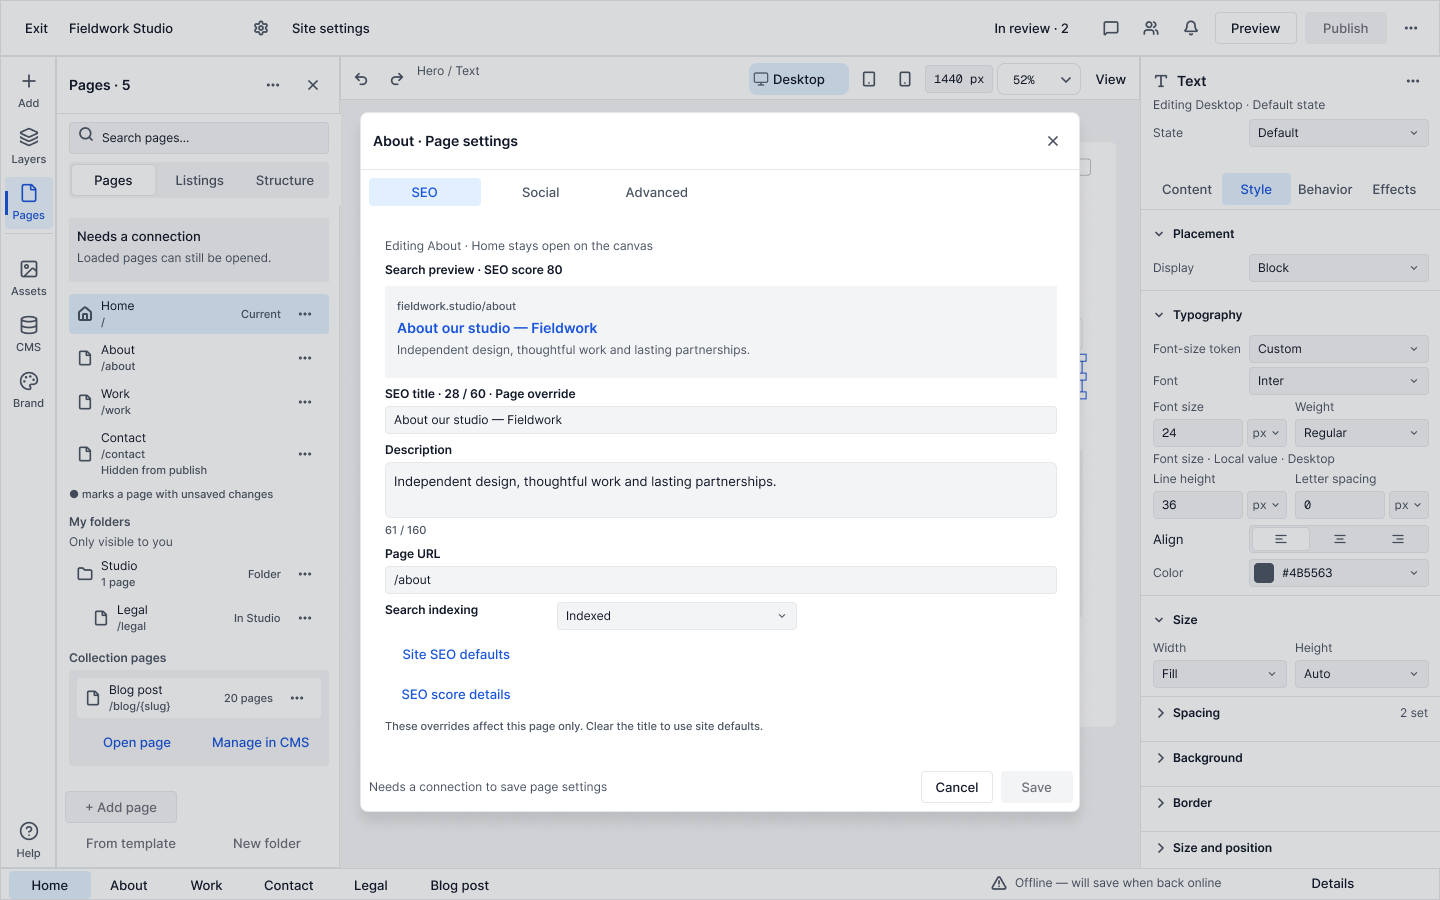 Exit
Fieldwork Studio
Site settings
In review · 2
Preview
Publish
Add
Layers
Pages
Assets
CMS
Brand
Help
Pages · 5
Search pages...
Pages
Listings
Structure
Needs a connection
Loaded pages can still be opened.
Home
/
Current
About
/about
Work
/work
Contact
/contact
Hidden from publish
marks a page with unsaved changes
My folders
Only visible to you
Studio
1 page
Folder
Legal
/legal
In Studio
Collection pages
Blog post
/blog/{slug}
20 pages
Open page
Manage in CMS
+ Add page
From template
New folder
Hero / Text
Desktop
1440 px
52%
View
About · Page settings
SEO
Social
Advanced
Editing About · Home stays open on the canvas
Search preview · SEO score 80
fieldwork.studio/about
About our studio — Fieldwork
Independent design, thoughtful work and lasting partnerships.
SEO title · 28 / 60 · Page override
About our studio — Fieldwork
Description
Independent design, thoughtful work and lasting partnerships.
61 / 160
Page URL
/about
Search indexing
Indexed
Site SEO defaults
SEO score details
These overrides affect this page only. Clear the title to use site defaults.
Needs a connection to save page settings
Cancel
Save
Text
Editing Desktop · Default state
State
Default
Content
Style
Behavior
Effects
Placement
Display
Block
Typography
Font-size token
Custom
Font
Inter
Font size
Weight
24
px
Regular
Font size · Local value · Desktop
Line height
Letter spacing
36
px
0
px
Align
Color
#4B5563
Size
Width
Height
Fill
Auto
Spacing
2 set
Background
Border
Size and position
Home
About
Work
Contact
Legal
Blog post
Offline — will save when back online
Details